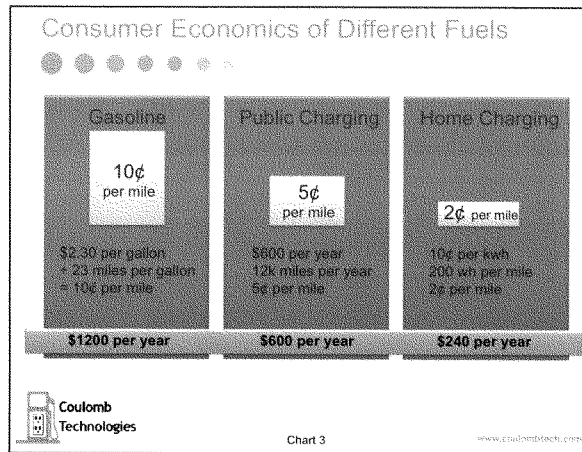 Consumer Economics of Different Fuels
Gasoline
10¢
per mile
$2.30 per gallon
÷ 23 miles per gallon
= 10¢ per mile
$1200 per year
Public Charging
5¢
per mile
$600 per year
12k miles per year
5¢ per mile
$600 per year
Home Charging
2¢ per mile
10¢ per kwh
200 wh per mile
2¢ per mile
$240 per year
Coulomb
Technologies
Chart 3
www.coulombtech.com